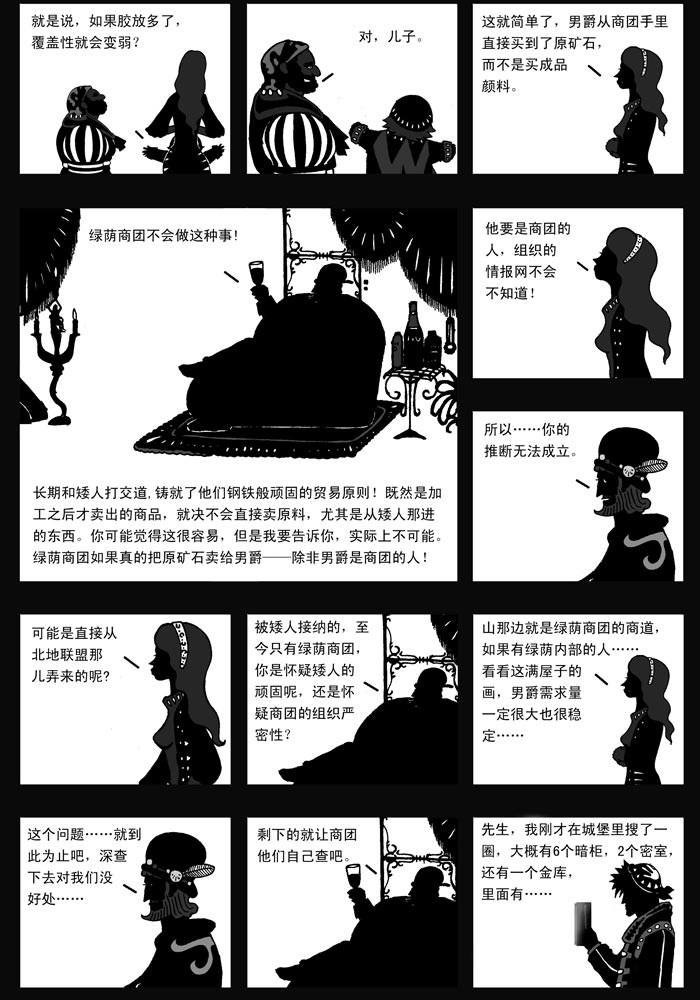 就是说，如果胶放多了，
覆盖性就会变弱？
对，儿子。
这就简单了，男爵从商团手里
直接买到了原矿石，
而不是买成品
颜料。
绿荫商团不会做这种事！
长期和矮人打交道，铸就了他们钢铁般顽固的贸易原则！既然是加
工之后才卖出的商品，就决不会直接卖原料，尤其是从矮人那进
的东西。你可能觉得这很容易，但是我要告诉你，实际上不可能。
绿荫商团如果真的把原矿石卖给男爵——除非男爵是商团的人！
他要是商团的
人，组织的
情报网不会
不知道！
所以……你的
推断无法成立。
可能是直接从
北地联盟那
儿弄来的呢？
被矮人接纳的，至
今只有绿荫商团，
你是怀疑矮人的
顽固呢，还是怀
疑商团的组织严
密性？
山那边就是绿荫商团的商道，
如果有绿荫内部的人……
看看这满屋子的
画，男爵需求量
一定很大也很稳
定……
这个问题……就到
此为止吧，深查
下去对我们没
好处……
剩下的就让商团
他们自己查吧。
先生，我刚才在城堡里搜了一
圈，大概有6个暗柜，2个密室，
还有一个金库，
里面有……